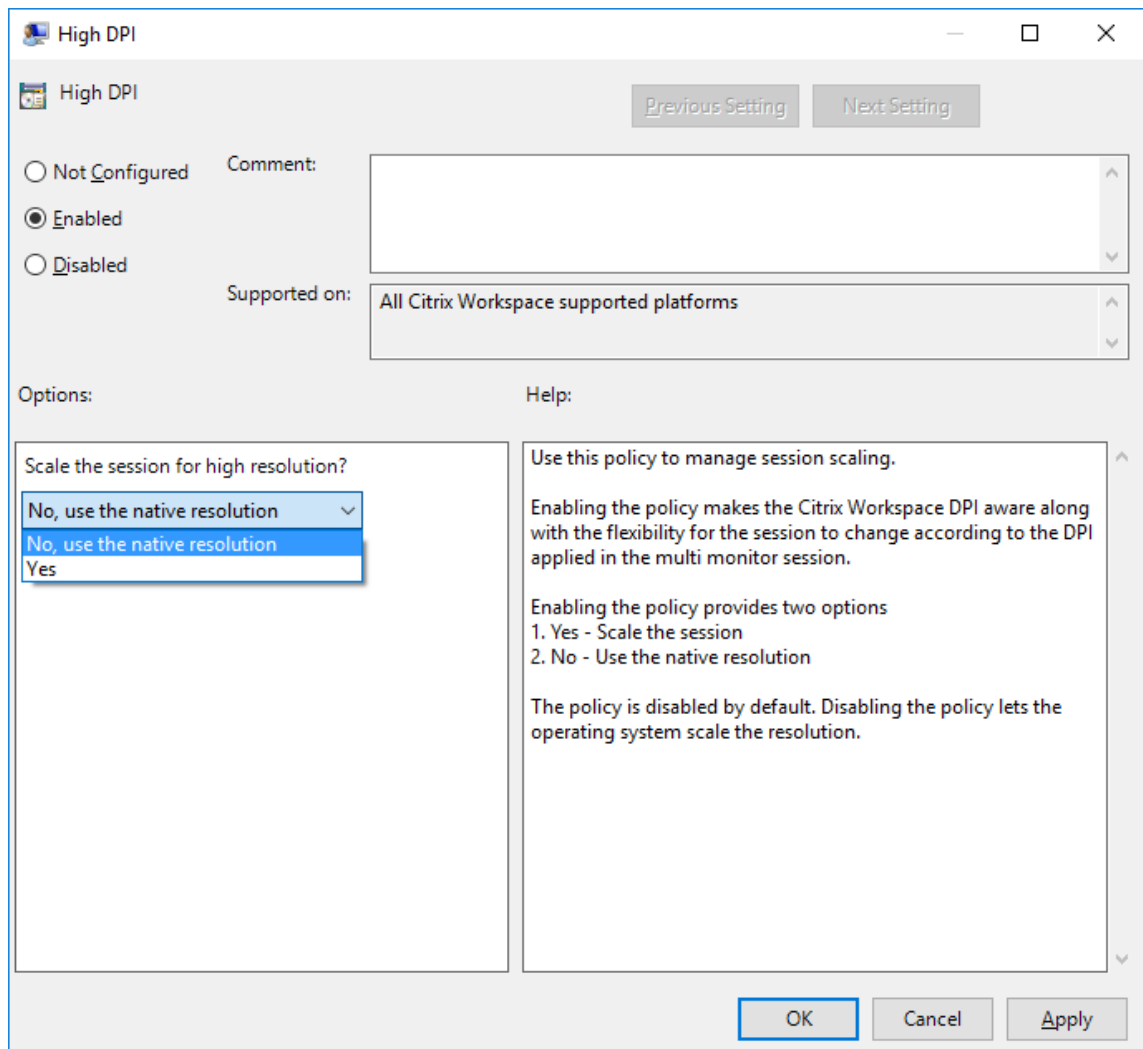 High DPI
High DPI
Previous Setting
Next Setting
Not Configured
Comment:
Enabled
Disabled
Supported on:
All Citrix Workspace supported platforms
Options:
Help:
Scale the session for high resolution?
No, use the native resolution
No, use the native resolution
Yes
Use this policy to manage session scaling.
Enabling the policy makes the Citrix Workspace DPI aware along
with the flexibility for the session to change according to the DPI
applied in the multi monitor session.
Enabling the policy provides two options
1. Yes - Scale the session
2. No - Use the native resolution
The policy is disabled by default. Disabling the policy lets the
operating system scale the resolution.
OK
Cancel
Apply